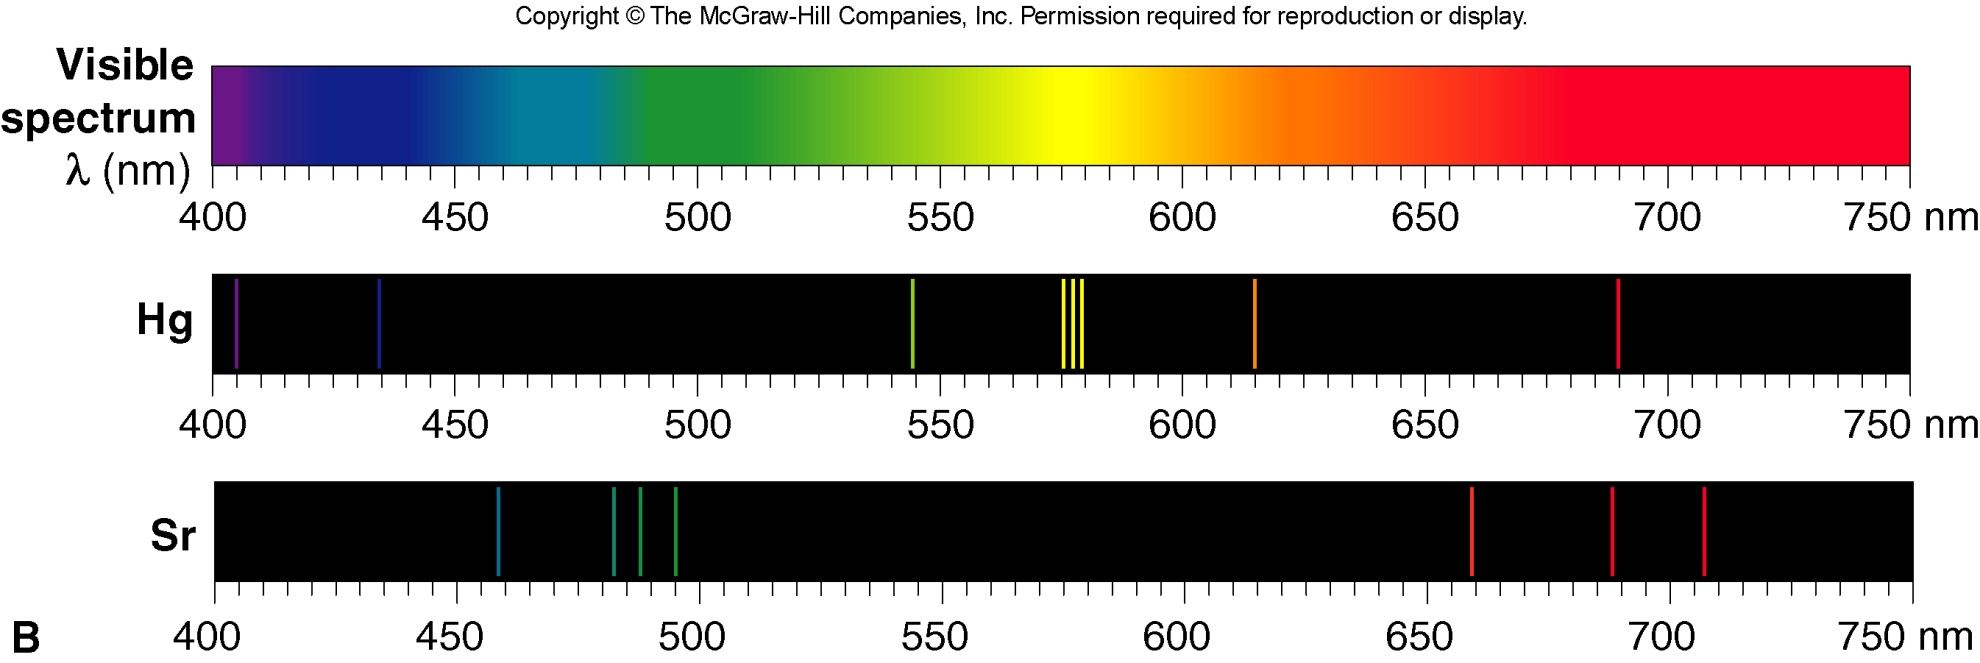 Copyright © The McGraw-Hill Companies, Inc. Permission required for reproduction or display.
Visible
spectrum
λ (nm)
400 450 500 550 600 650 700 750 nm
Hg
400 450 500 550 600 650 700 750 nm
Sr
400 450 500 550 600 650 700 750 nm
B